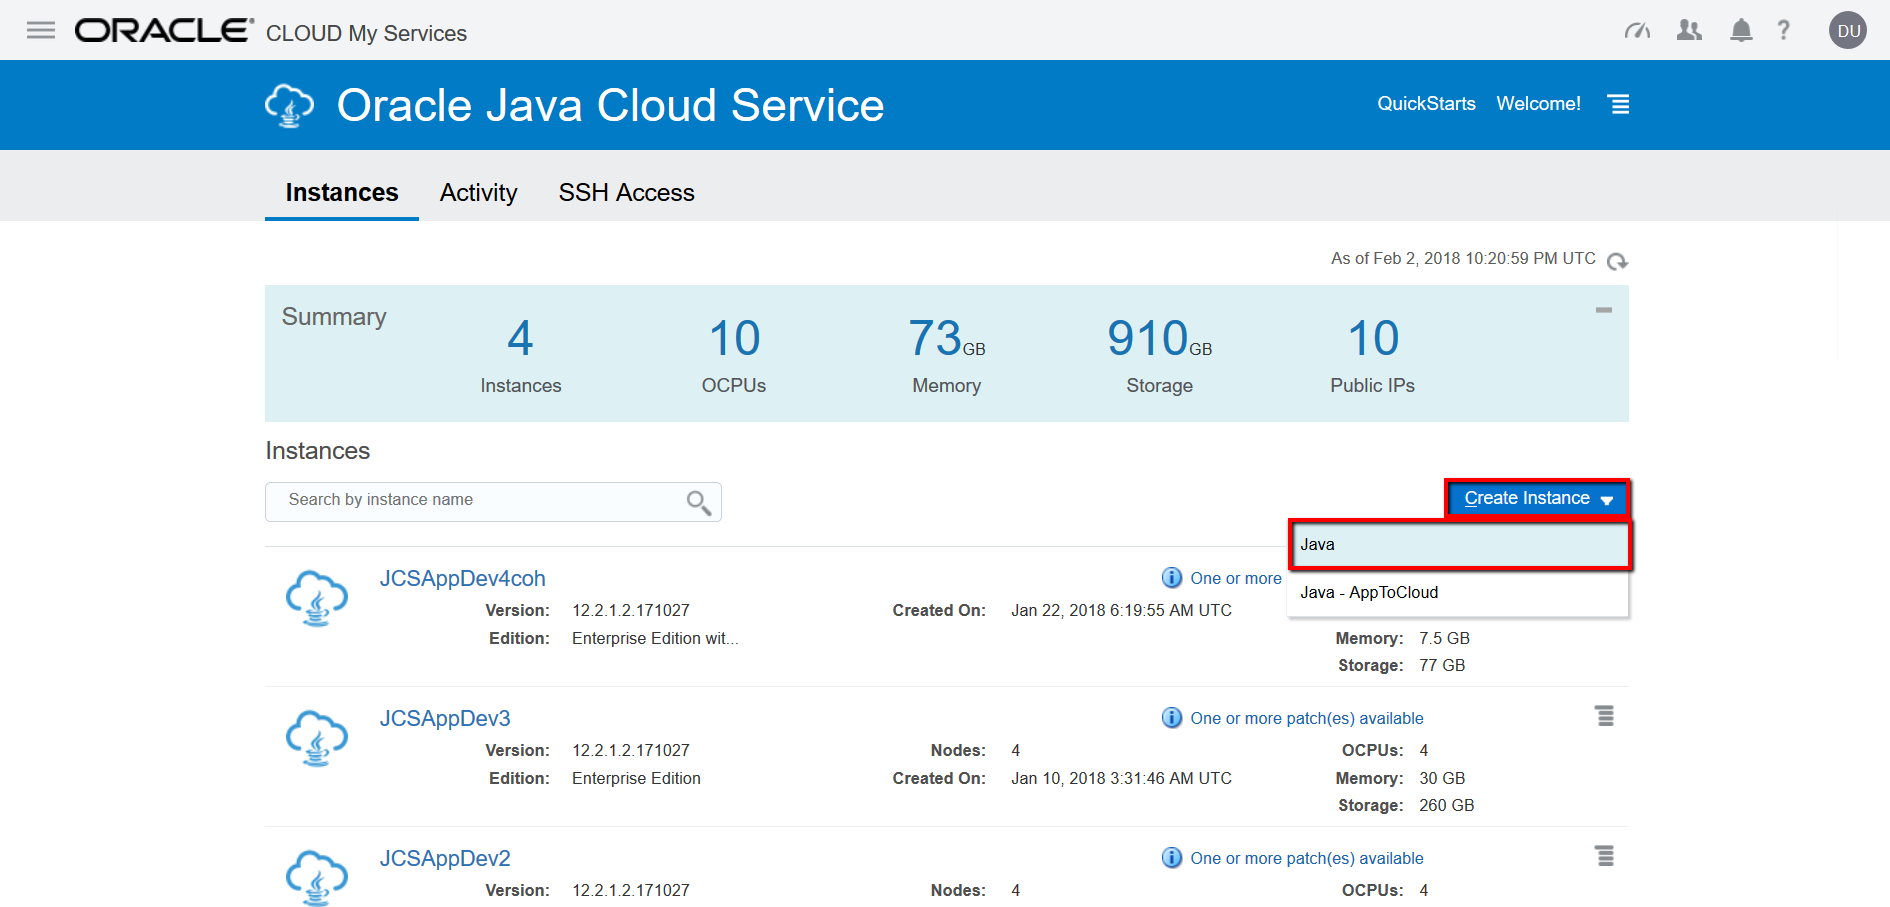 ORACLE® CLOUD My Services
DU
Oracle Java Cloud Service
QuickStarts Welcome!
Instances Activity SSH Access
As of Feb 2, 2018 10:20:59 PM UTC
Summary
4 10 73 GB 910 GB 10
Instances OCPUs Memory Storage Public IPs
Instances
Search by instance name
Create Instance
Java
Java - AppToCloud
JCSAppDev4coh One or more
Version: 12.2.1.2.171027 Created On: Jan 22, 2018 6:19:55 AM UTC
Edition: Enterprise Edition wit... Memory: 7.5 GB
Storage: 77 GB
JCSAppDev3 One or more patch(es) available
Version: 12.2.1.2.171027 Nodes: 4 OCPUs: 4
Edition: Enterprise Edition Created On: Jan 10, 2018 3:31:46 AM UTC Memory: 30 GB
Storage: 260 GB
JCSAppDev2 One or more patch(es) available
Version: 12.2.1.2.171027 Nodes: 4 OCPUs: 4